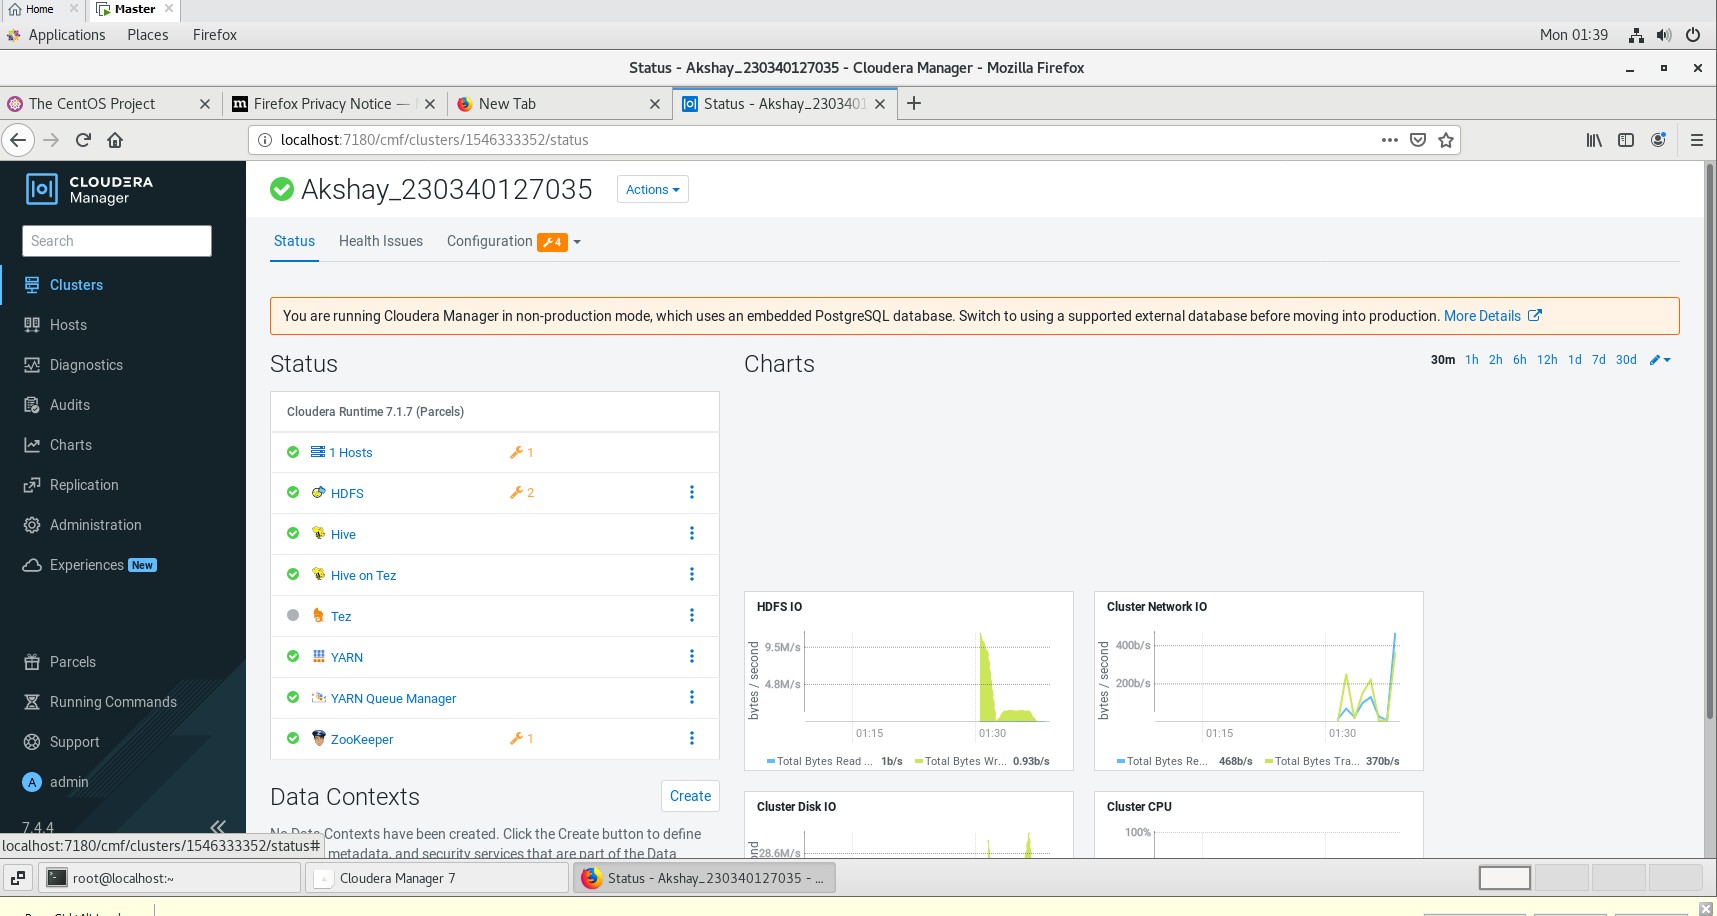 Home
Master
Applications Places Firefox
Mon 01:39
Status - Akshay_230340127035 - Cloudera Manager - Mozilla Firefox
The CentOS Project
Firefox Privacy Notice —
New Tab
Status - Akshay_230340
localhost:7180/cmf/clusters/1546333352/status
CLOUDERA
Manager
Search
Clusters
Hosts
Diagnostics
Audits
Charts
Replication
Administration
Experiences New
Parcels
Running Commands
Support
A admin
7.4.4
localhost:7180/cmf/clusters/1546333352/status#
Akshay_230340127035
Actions
Status Health Issues Configuration 4
You are running Cloudera Manager in non-production mode, which uses an embedded PostgreSQL database. Switch to using a supported external database before moving into production. More Details
Status
Cloudera Runtime 7.1.7 (Parcels)
1 Hosts 1
HDFS 2
Hive
Hive on Tez
Tez
YARN
YARN Queue Manager
ZooKeeper 1
Data Contexts
Create
No Data Contexts have been created. Click the Create button to define
metadata, and security services that are part of the Data
Charts
30m 1h 2h 6h 12h 1d 7d 30d
HDFS IO
bytes / second
9.5M/s
4.8M/s
01:15 01:30
Total Bytes Read ... 1b/s Total Bytes Wr... 0.93b/s
Cluster Network IO
bytes / second
400b/s
200b/s
01:15 01:30
Total Bytes Re... 468b/s Total Bytes Tra... 370b/s
Cluster Disk IO
28.6M/s
Cluster CPU
100%
root@localhost:~
Cloudera Manager 7
Status - Akshay_230340127035 - ...